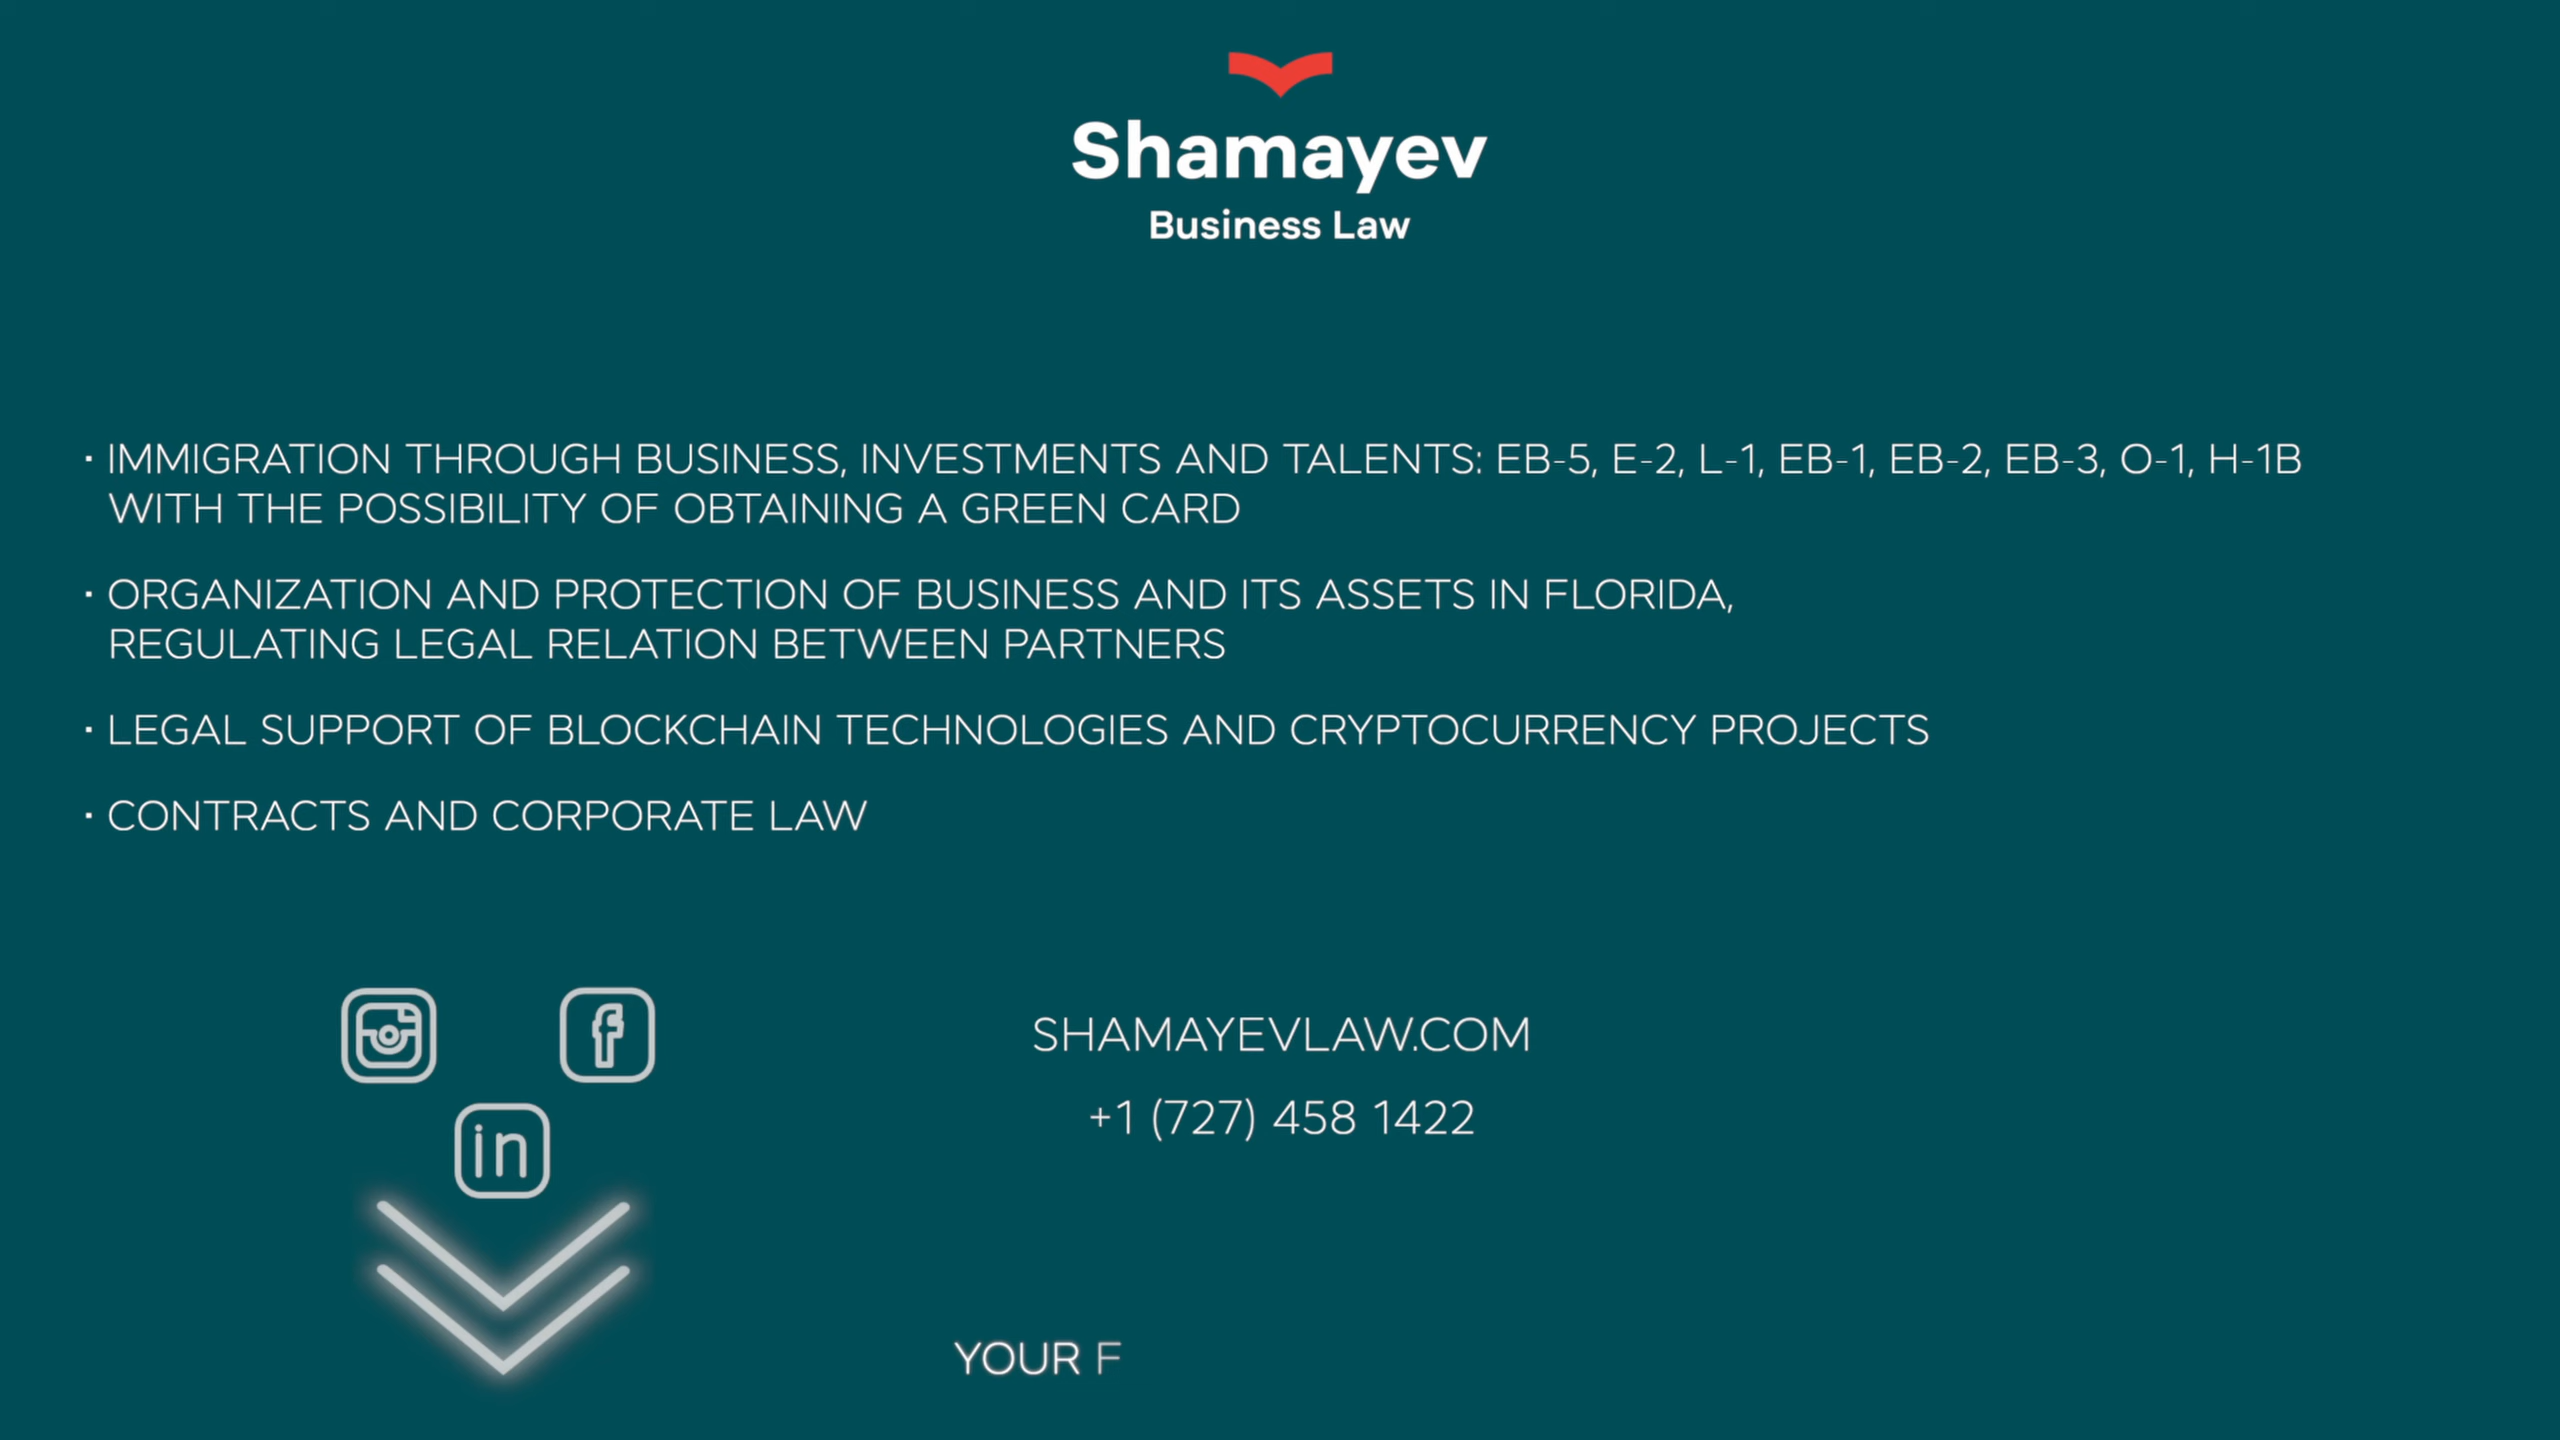 Shamayev
Business Law
· IMMIGRATION THROUGH BUSINESS, INVESTMENTS AND TALENTS: EB-5, E-2, L-1, EB-1, EB-2, EB-3, O-1, H-1B
WITH THE POSSIBILITY OF OBTAINING A GREEN CARD
· ORGANIZATION AND PROTECTION OF BUSINESS AND ITS ASSETS IN FLORIDA,
REGULATING LEGAL RELATION BETWEEN PARTNERS
· LEGAL SUPPORT OF BLOCKCHAIN TECHNOLOGIES AND CRYPTOCURRENCY PROJECTS
· CONTRACTS AND CORPORATE LAW
f
in
SHAMAYEVLAW.COM
+1 (727) 458 1422
YOUR F